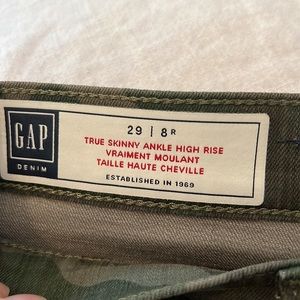 GAP
DENIM
29 | 8R
TRUE SKINNY ANKLE HIGH RISE
VRAIMENT MOULANT
TAILLE HAUTE CHEVILLE
ESTABLISHED IN 1969